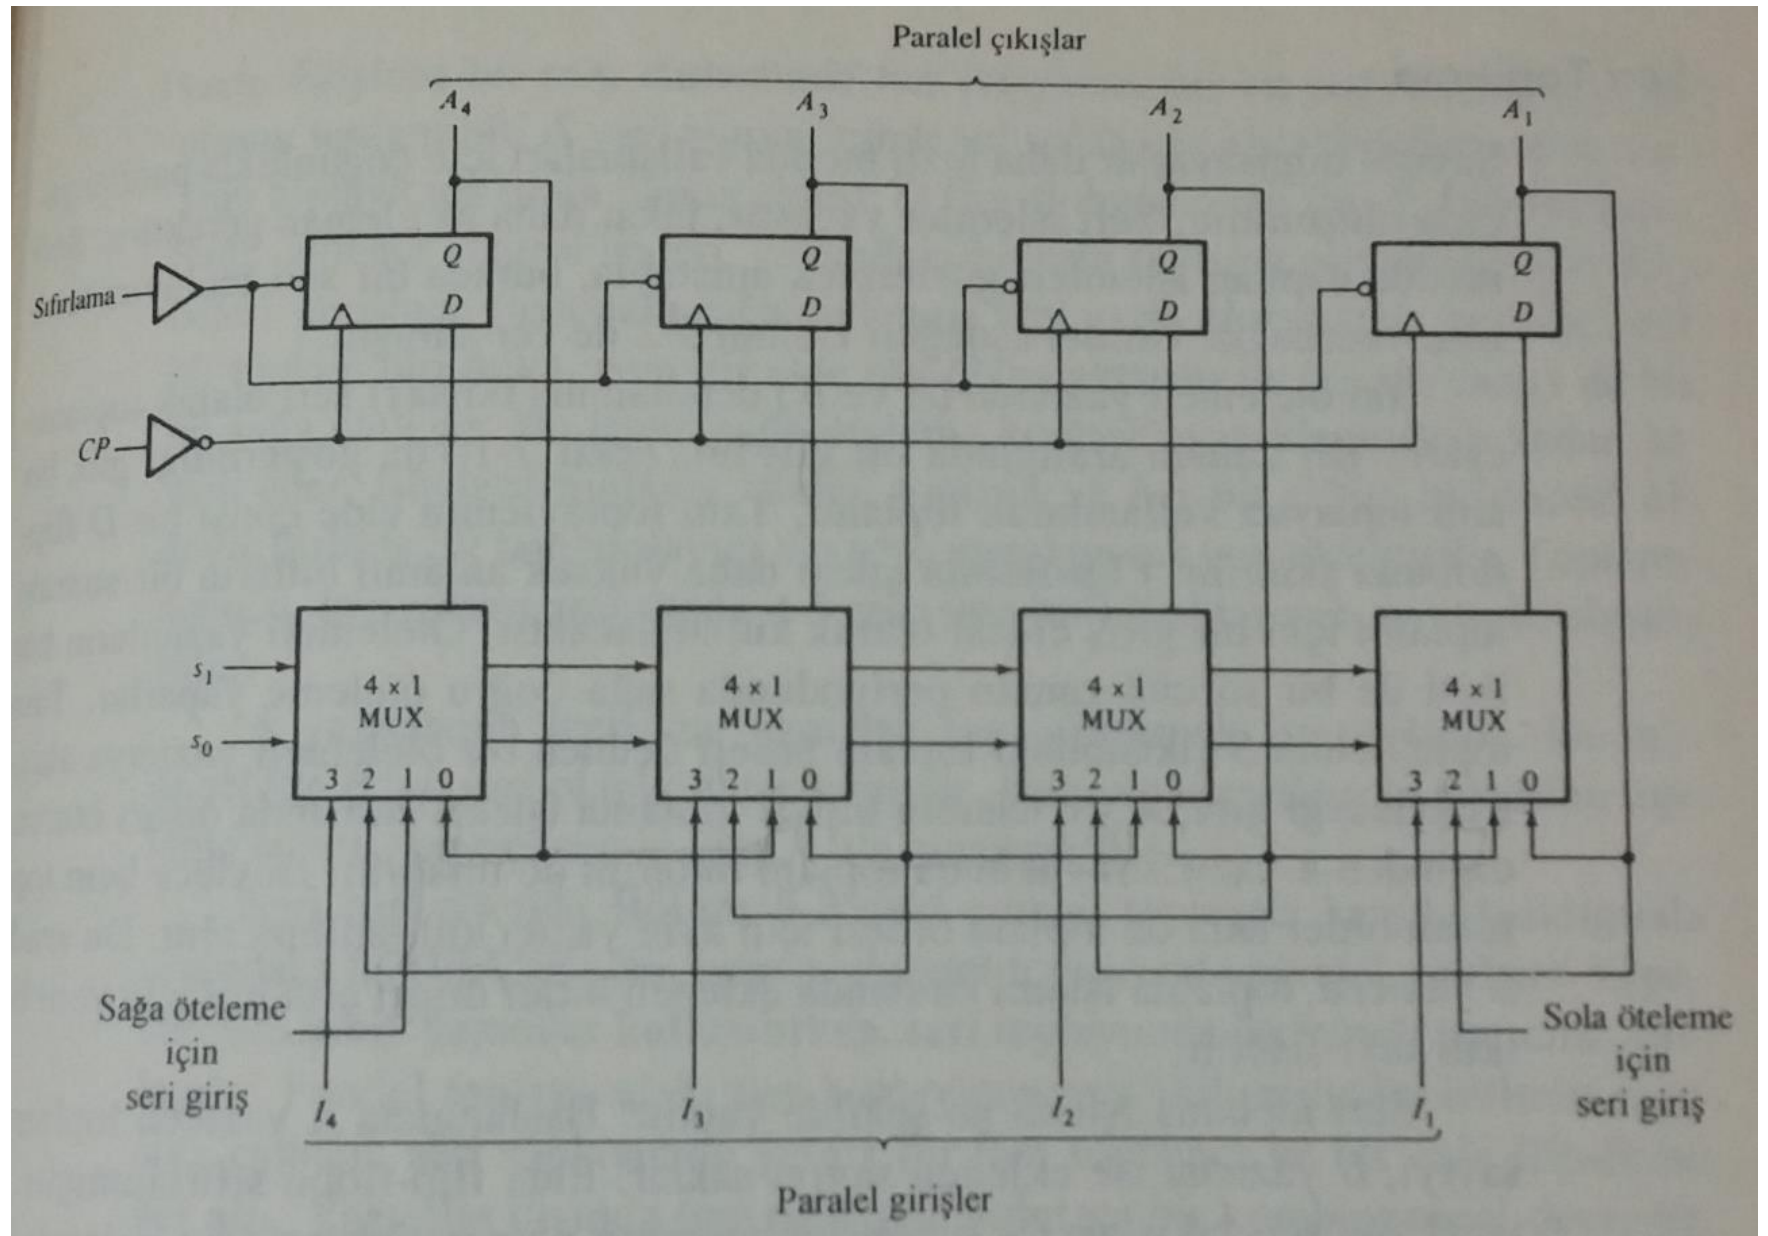 Paralel çıkışlar
A4 A3 A2 A1
Q Q Q Q
Sıfırlama
D D D D
CP
s1
4 x 1 4 x 1 4 x 1 4 x 1
MUX MUX MUX MUX
s0
3 2 1 0 3 2 1 0 3 2 1 0 3 2 1 0
Sağa öteleme
için
seri giriş
Sola öteleme
için
seri giriş
I4 I3 I2 I1
Paralel girişler